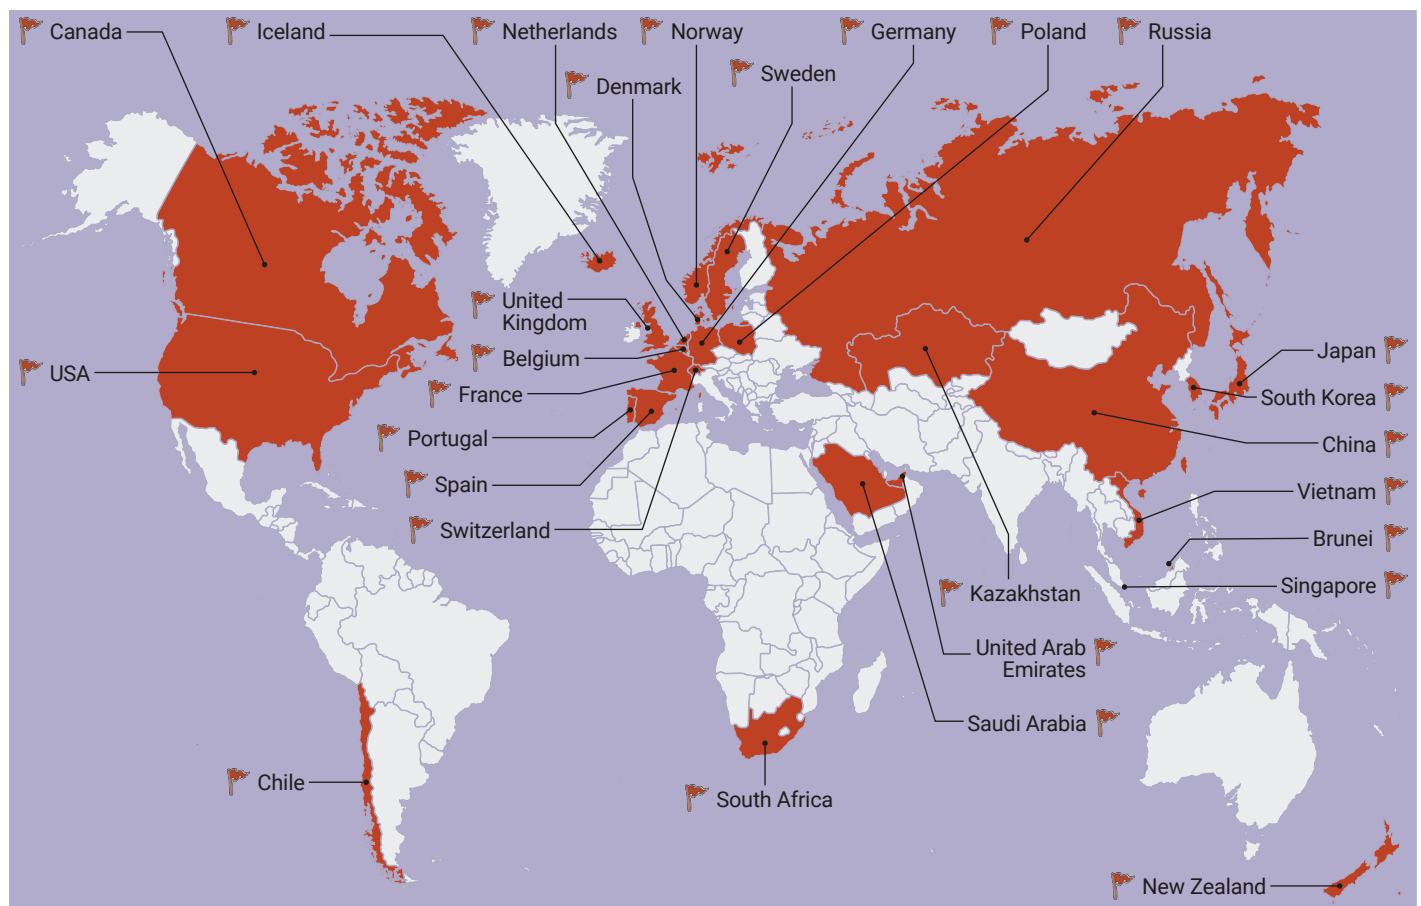 Canada
Iceland
Netherlands
Norway
Germany
Poland
Russia
Denmark
Sweden
United
Kingdom
Belgium
USA
France
Portugal
Spain
Switzerland
Japan
South Korea
China
Vietnam
Brunei
Singapore
Kazakhstan
United Arab
Emirates
Saudi Arabia
Chile
South Africa
New Zealand